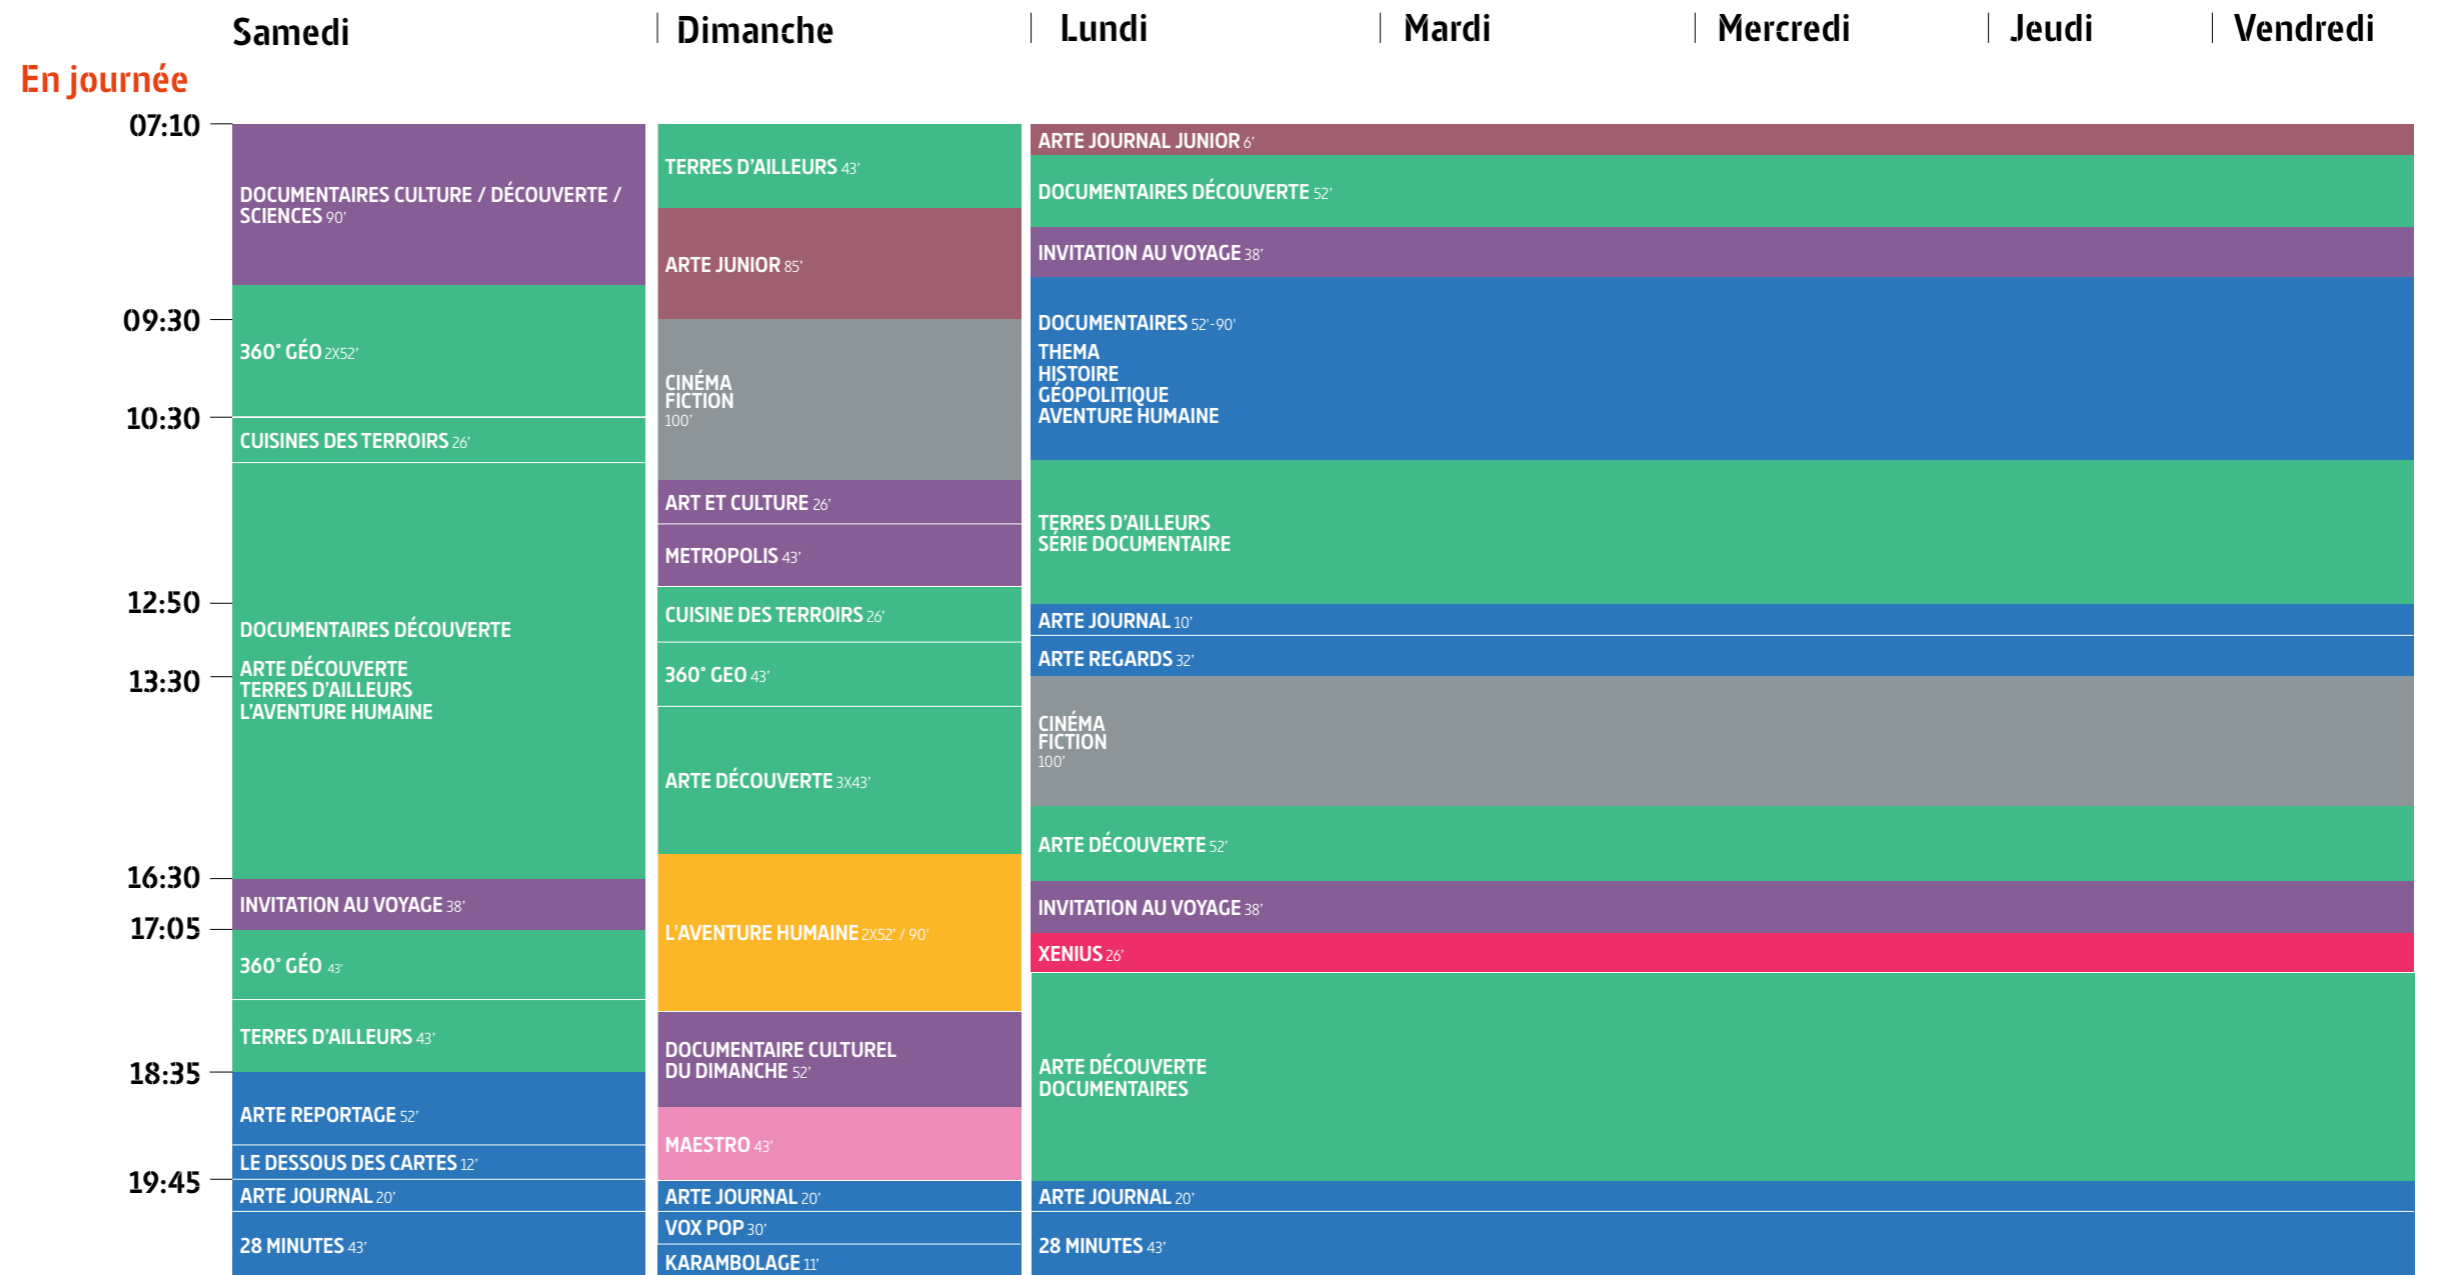 Samedi
Dimanche
Lundi
Mardi
Mercredi
Jeudi
Vendredi
En journée
07:10
09:30
10:30
12:50
13:30
16:30
17:05
18:35
19:45
DOCUMENTAIRES CULTURE / DÉCOUVERTE /
SCIENCES 90’
360° GÉO 2X52’
CUISINES DES TERROIRS 26’
DOCUMENTAIRES DÉCOUVERTE
ARTE DÉCOUVERTE
TERRES D’AILLEURS
L’AVENTURE HUMAINE
INVITATION AU VOYAGE 38’
360° GÉO 43’
TERRES D’AILLEURS 43’
ARTE REPORTAGE 52’
LE DESSOUS DES CARTES 12’
ARTE JOURNAL 20’
28 MINUTES 43’
TERRES D’AILLEURS 43’
ARTE JUNIOR 85’
CINÉMA
FICTION
100’
ART ET CULTURE 26’
METROPOLIS 43’
CUISINE DES TERROIRS 26’
360° GEO 43’
ARTE DÉCOUVERTE 3X43’
L'AVENTURE HUMAINE 2X52’ / 90'
DOCUMENTAIRE CULTUREL
DU DIMANCHE 52’
MAESTRO 43’
ARTE JOURNAL 20’
VOX POP 30’
KARAMBOLAGE 11’
ARTE JOURNAL JUNIOR 6’
DOCUMENTAIRES DÉCOUVERTE 52’
INVITATION AU VOYAGE 38’
DOCUMENTAIRES 52'-90'
THEMA
HISTOIRE
GÉOPOLITIQUE
AVENTURE HUMAINE
TERRES D’AILLEURS
SÉRIE DOCUMENTAIRE
ARTE JOURNAL 10’
ARTE REGARDS 32’
CINÉMA
FICTION
100’
ARTE DÉCOUVERTE 52’
INVITATION AU VOYAGE 38’
XENIUS 26’
ARTE DÉCOUVERTE
DOCUMENTAIRES
ARTE JOURNAL 20’
28 MINUTES 43’